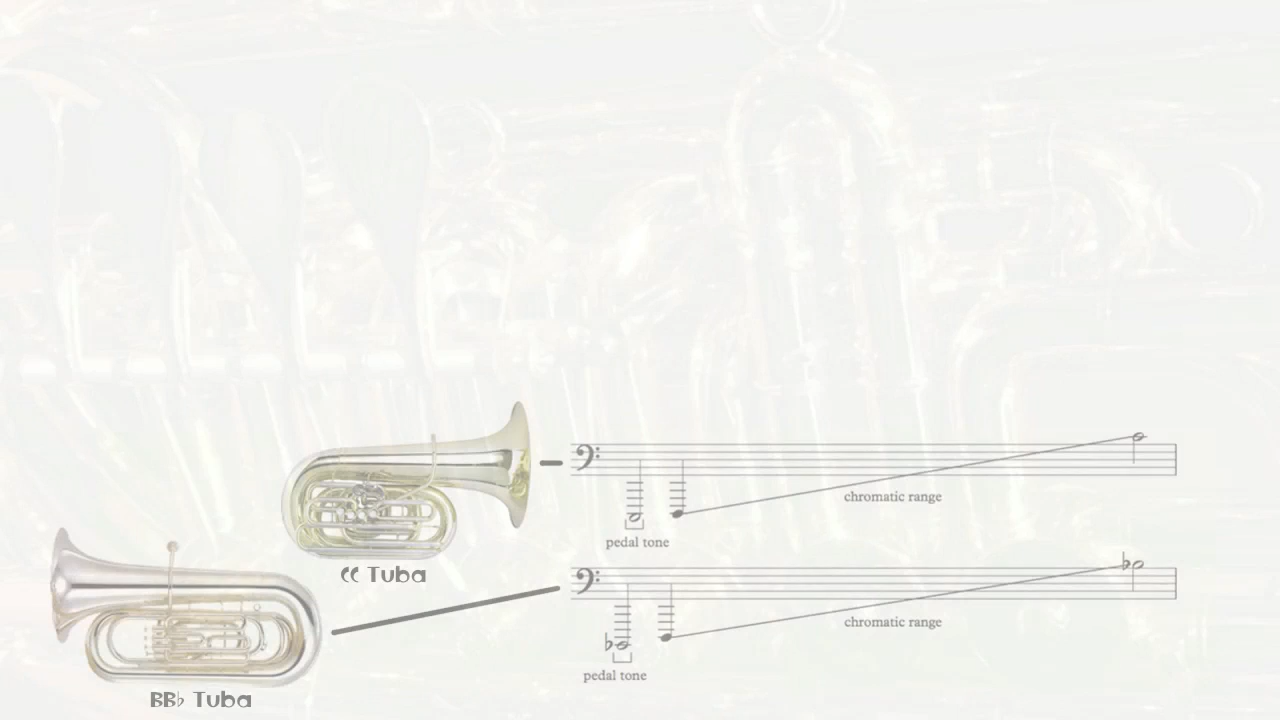 chromatic range
pedal tone
CC Tuba
chromatic range
pedal tone
BB♭ Tuba